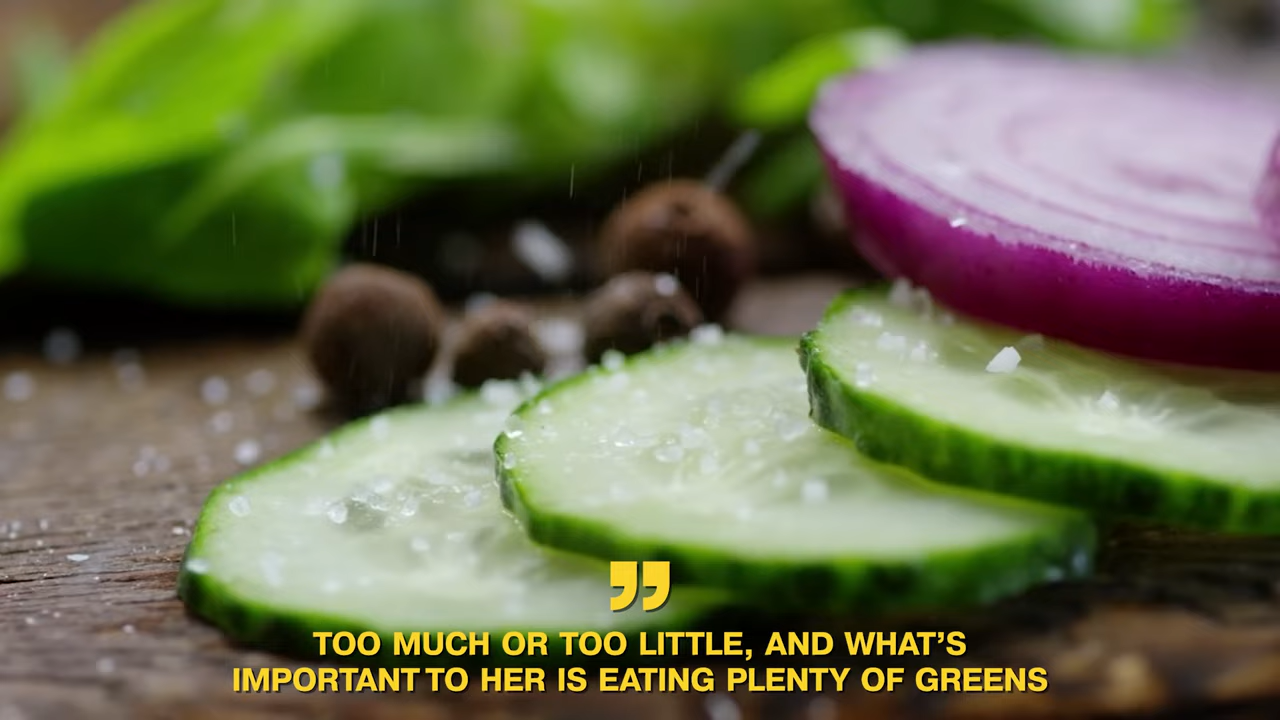 ”
TOO MUCH OR TOO LITTLE, AND WHAT’S
IMPORTANT TO HER IS EATING PLENTY OF GREENS